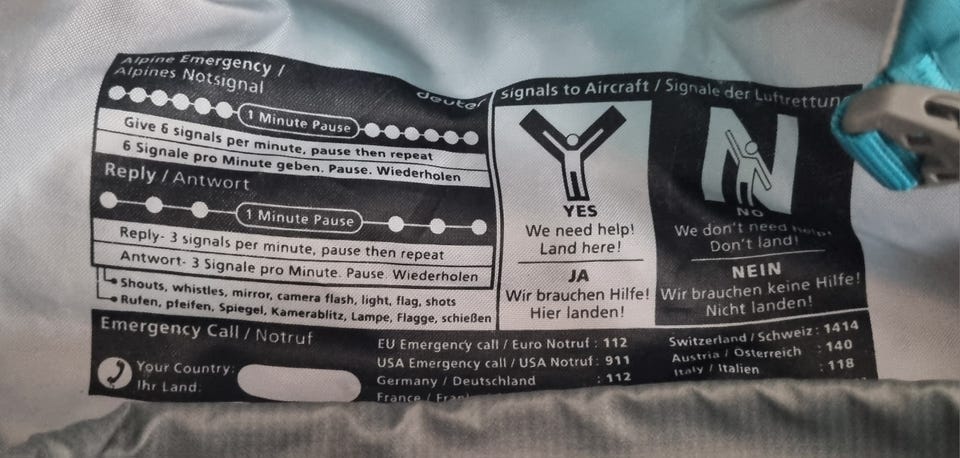 Alpine Emergency /
Alpines Notsignal
deuter
1 Minute Pause
Give 6 signals per minute, pause then repeat
6 Signale pro Minute geben. Pause. Wiederholen
Reply / Antwort
1 Minute Pause
Reply- 3 signals per minute, pause then repeat
Antwort- 3 Signale pro Minute. Pause. Wiederholen
Shouts, whistles, mirror, camera flash, light, flag, shots
Rufen, pfeifen, Spiegel, Kamerablitz, Lampe, Flagge, schießen
signals to Aircraft / Signale der Luftrettung
YES
We need help!
Land here!
JA
Wir brauchen Hilfe!
Hier landen!
N
NO
We don't need help!
Don't land!
NEIN
Wir brauchen keine Hilfe!
Nicht landen!
Emergency Call / Notruf
Your Country:
Ihr Land:
EU Emergency call / Euro Notruf : 112
USA Emergency call / USA Notruf : 911
Germany / Deutschland : 112
France /
Switzerland / Schweiz : 1414
Austria / Österreich : 140
Italy / Italien : 118